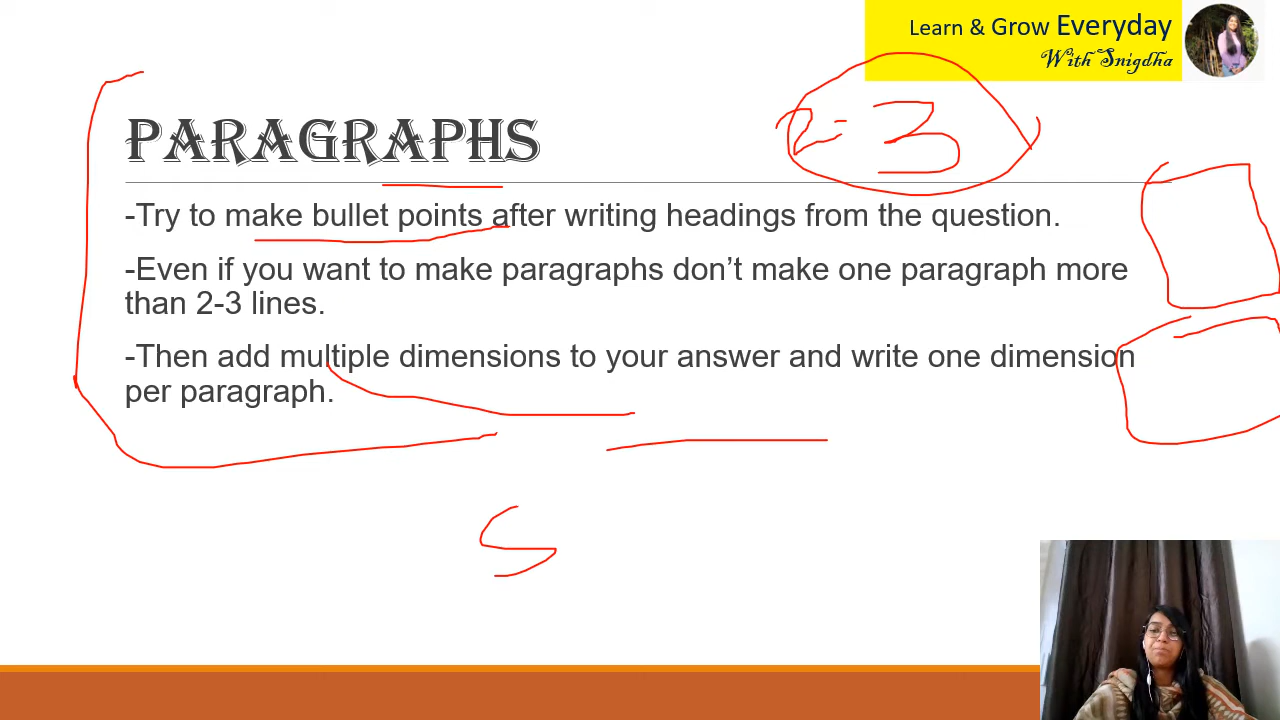 Learn & Grow Everyday
With Snigdha
PARAGRAPHS
2-3
-Try to make bullet points after writing headings from the question.
-Even if you want to make paragraphs don’t make one paragraph more
than 2-3 lines.
-Then add multiple dimensions to your answer and write one dimension
per paragraph.